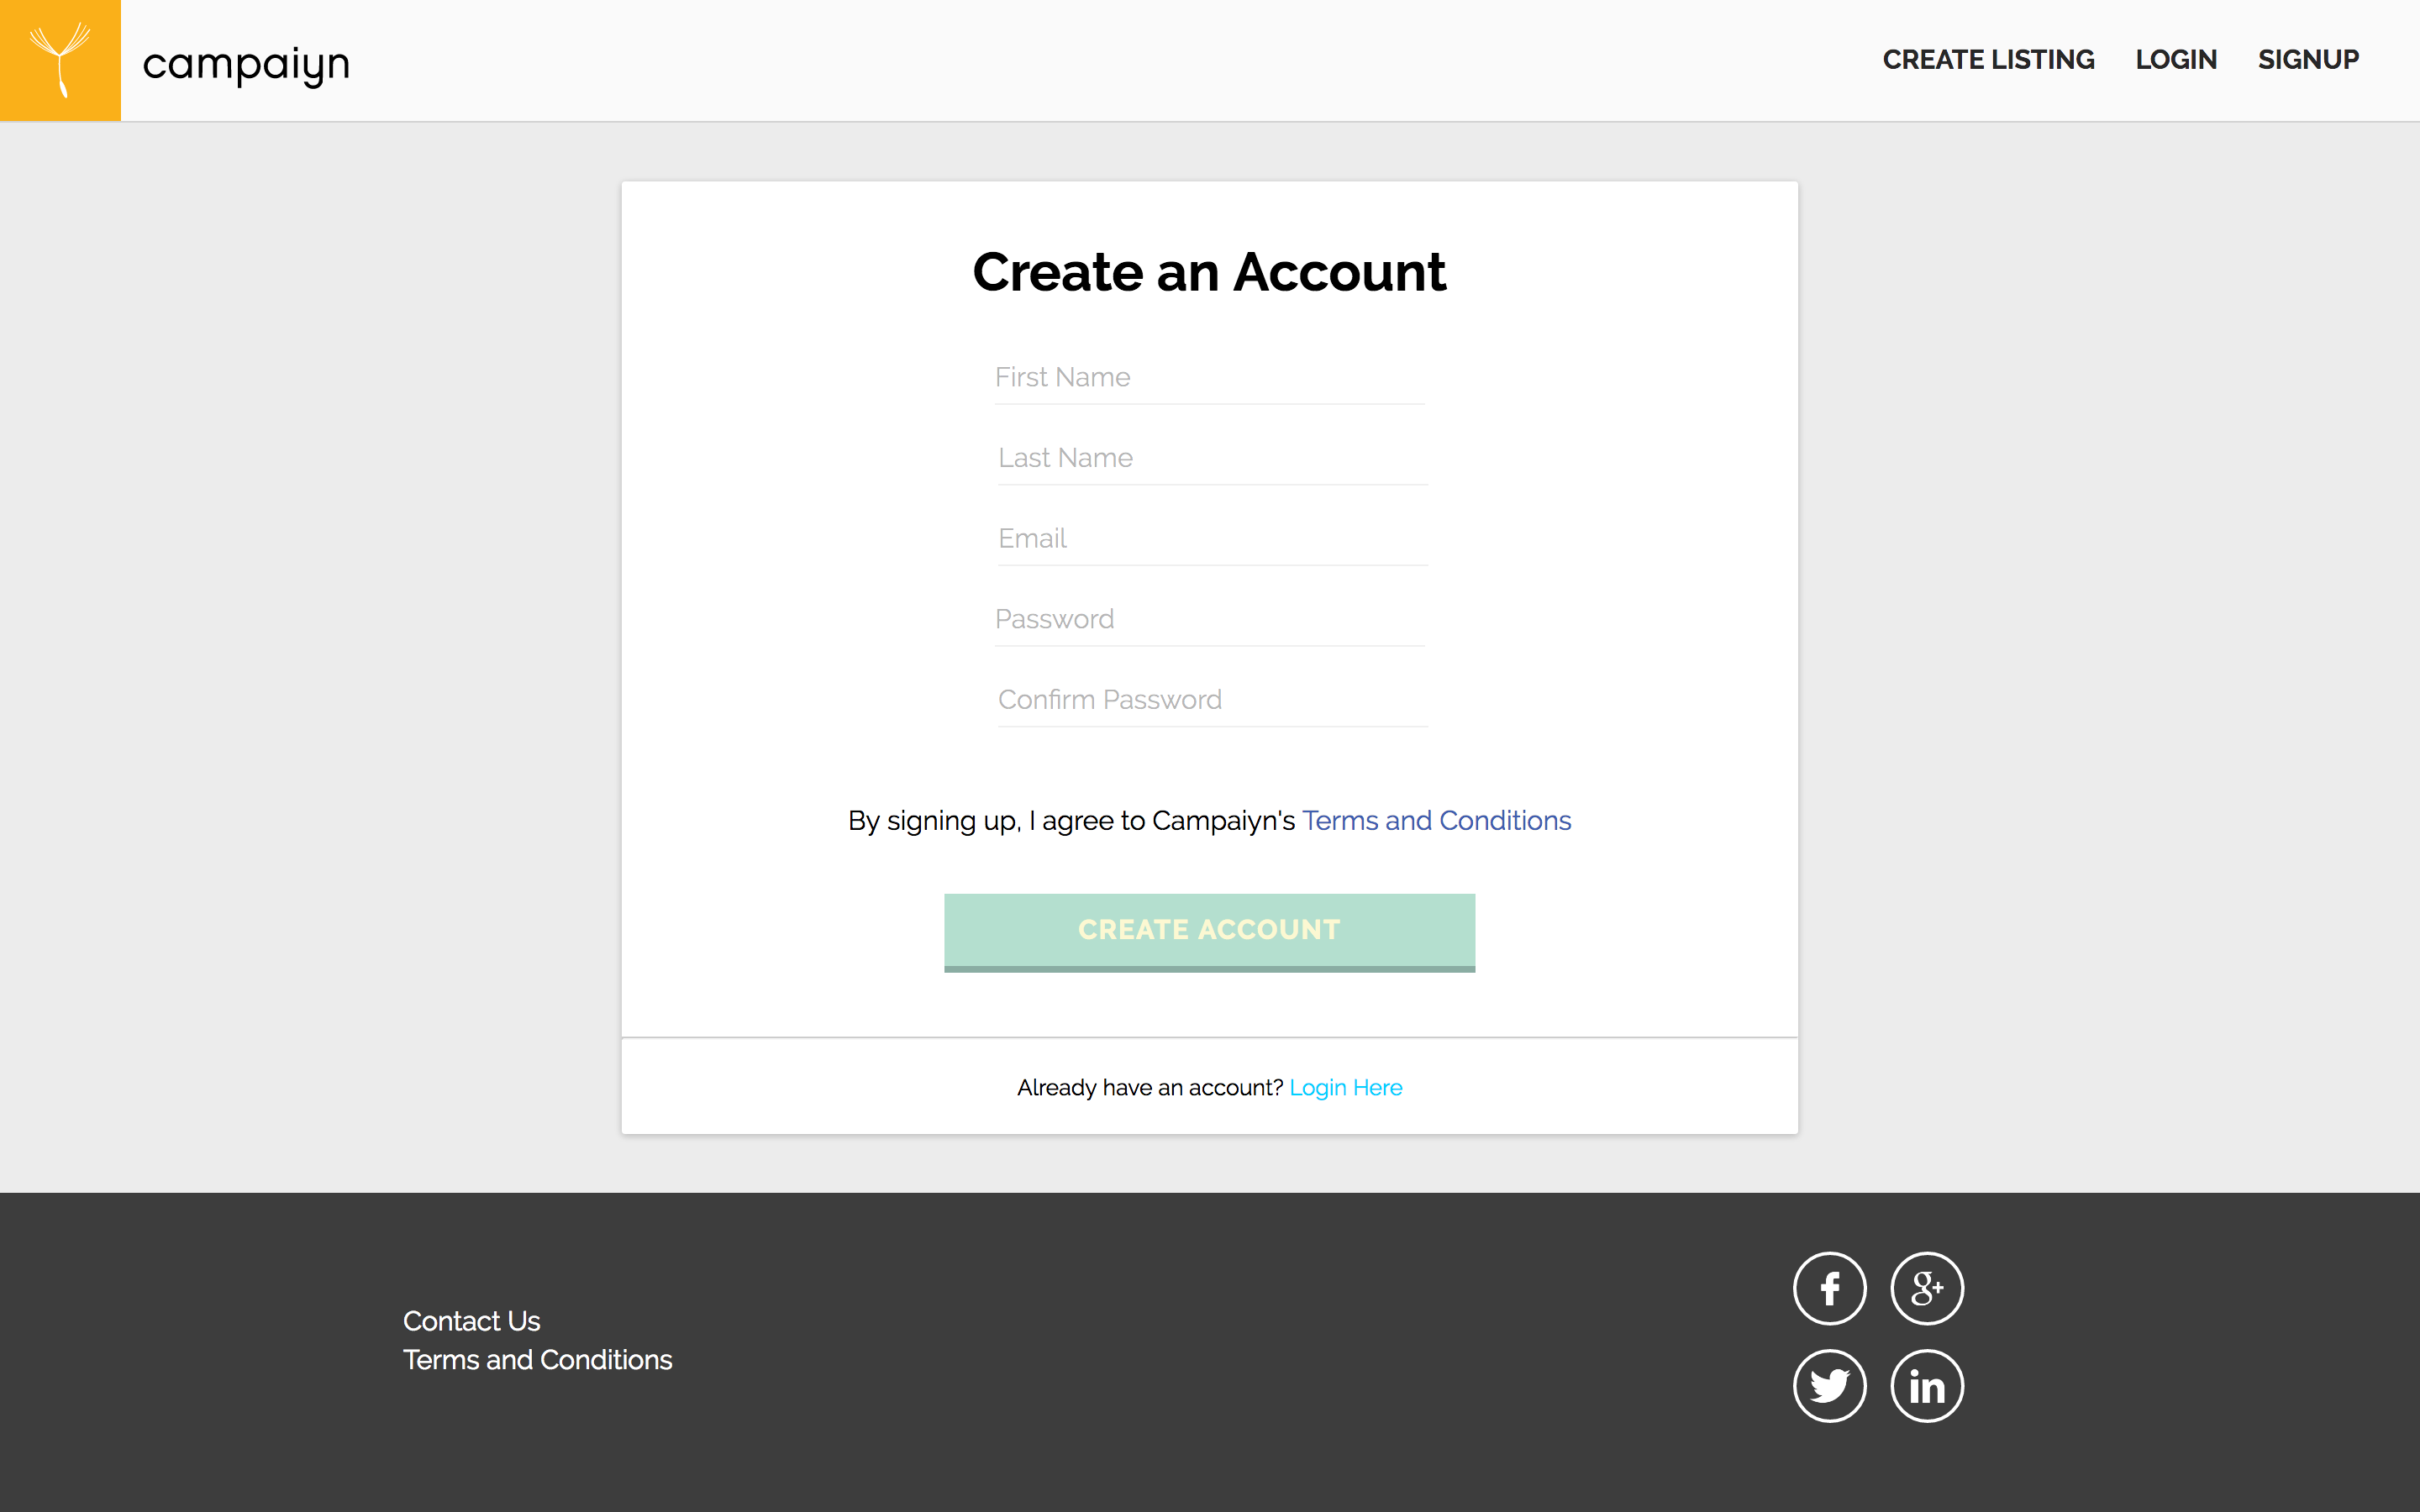 campaiyn
CREATE LISTING LOGIN SIGNUP
Create an Account
First Name
Last Name
Email
Password
Confirm Password
By signing up, I agree to Campaiyn's Terms and Conditions
CREATE ACCOUNT
Already have an account? Login Here
Contact Us
Terms and Conditions
f g+
in